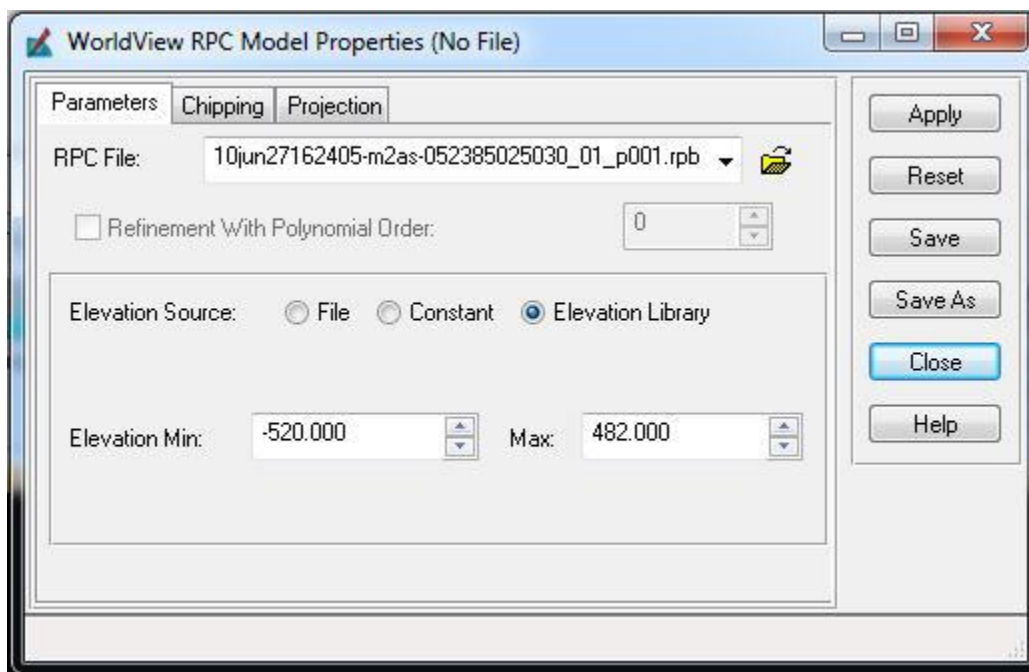 WorldView RPC Model Properties (No File)
Parameters Chipping Projection
RPC File: 10jun27162405-m2as-052385025030_01_p001.rpb
Refinement With Polynomial Order: 0
Elevation Source: File Constant Elevation Library
Elevation Min: -520.000 Max: 482.000
Apply
Reset
Save
Save As
Close
Help